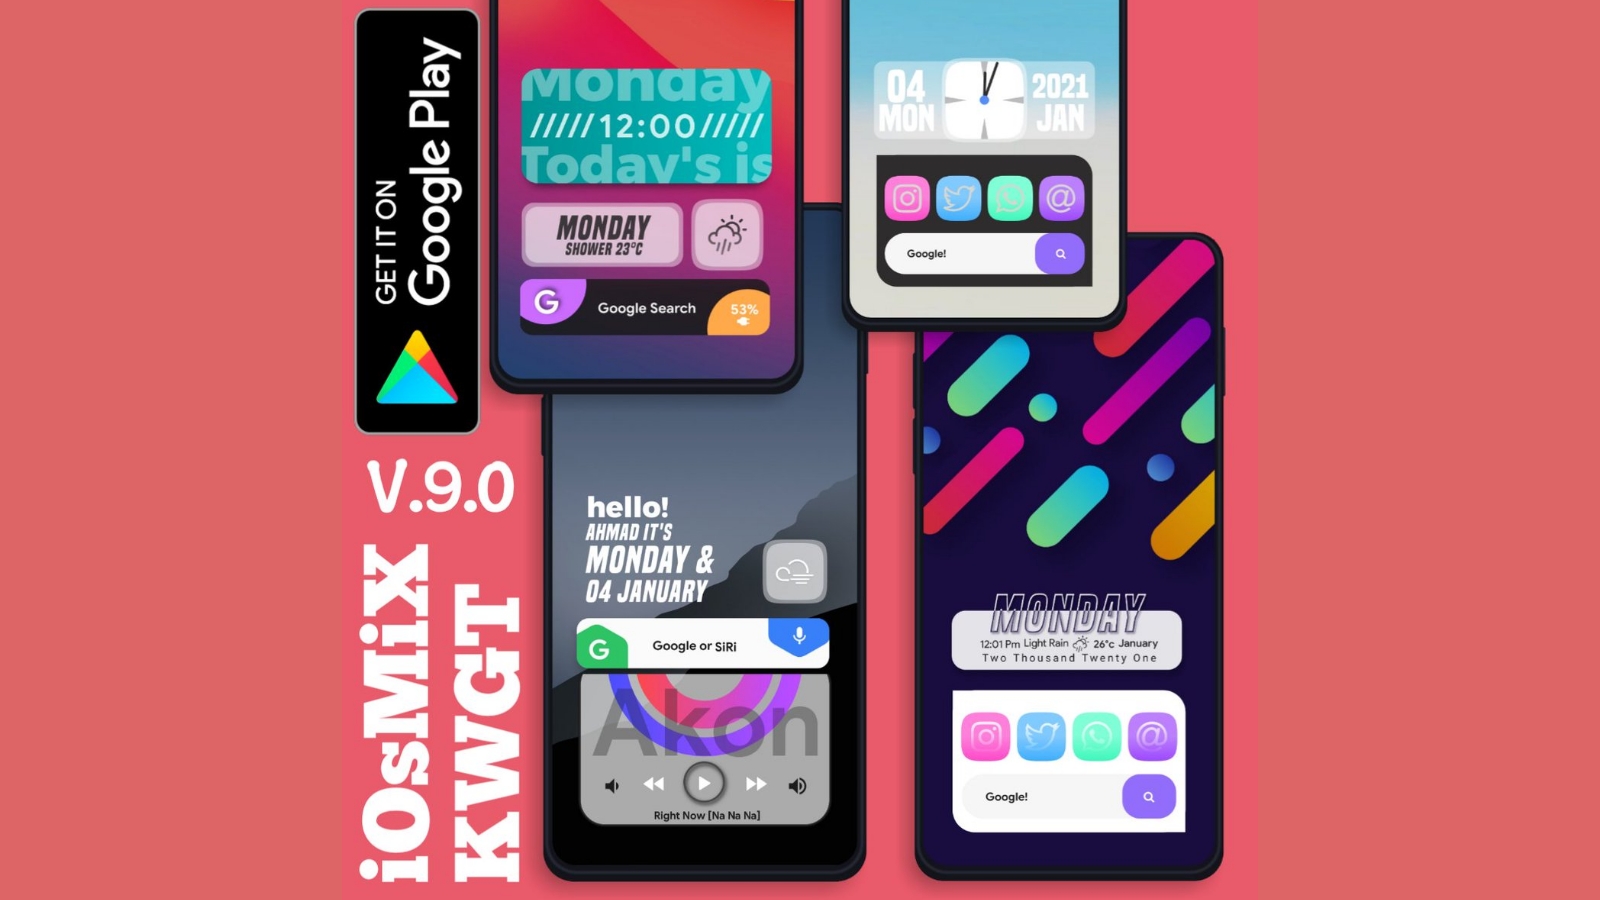 GET IT ON
Google Play
V.9.0
iOsMiX
KWGT
Monday
/////12:00/////
Today's is
MONDAY
SHOWER 23°C
G
Google Search
53%
04
MON
2021
JAN
@
Google!
hello!
AHMAD IT'S
MONDAY &
04 JANUARY
G
Google or SiRi
Akon
Right Now [Na Na Na]
MONDAY
12:01 Pm Light Rain 26°c January
Two Thousand Twenty One
@
Google!